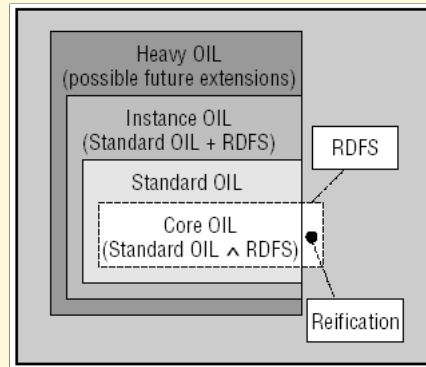 Heavy OIL
(possible future extensions)
Instance OIL
(Standard OIL + RDFS)
RDFS
Standard OIL
Core OIL
(Standard OIL ∧ RDFS)
Reification